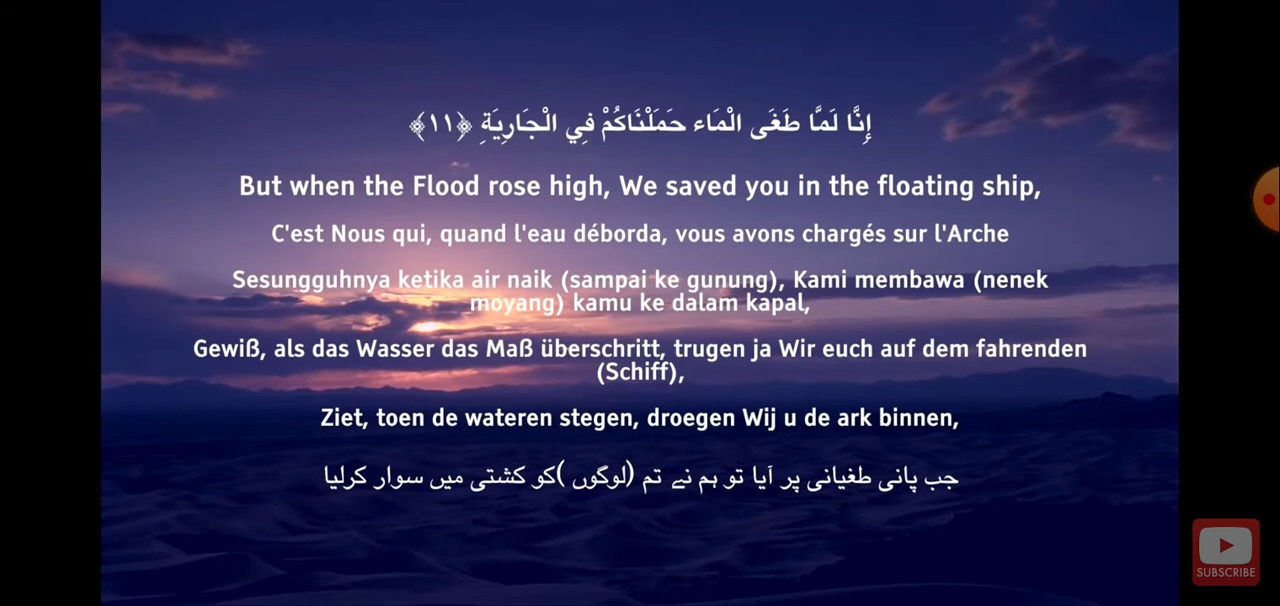 إِنَّا لَمَّا طَغَى الْمَاء حَمَلْنَاكُمْ فِي الْجَارِيَةِ ﴿١١﴾
But when the Flood rose high, We saved you in the floating ship,
C'est Nous qui, quand l'eau déborda, vous avons chargés sur l'Arche
Sesungguhnya ketika air naik (sampai ke gunung), Kami membawa (nenek
moyang) kamu ke dalam kapal,
Gewiß, als das Wasser das Maß überschritt, trugen ja Wir euch auf dem fahrenden
(Schiff),
Ziet, toen de wateren stegen, droegen Wij u de ark binnen,
جب پانی طغیانی پر آیا تو ہم نے تم (لوگوں )کو کشتی میں سوار کرلیا
SUBSCRIBE